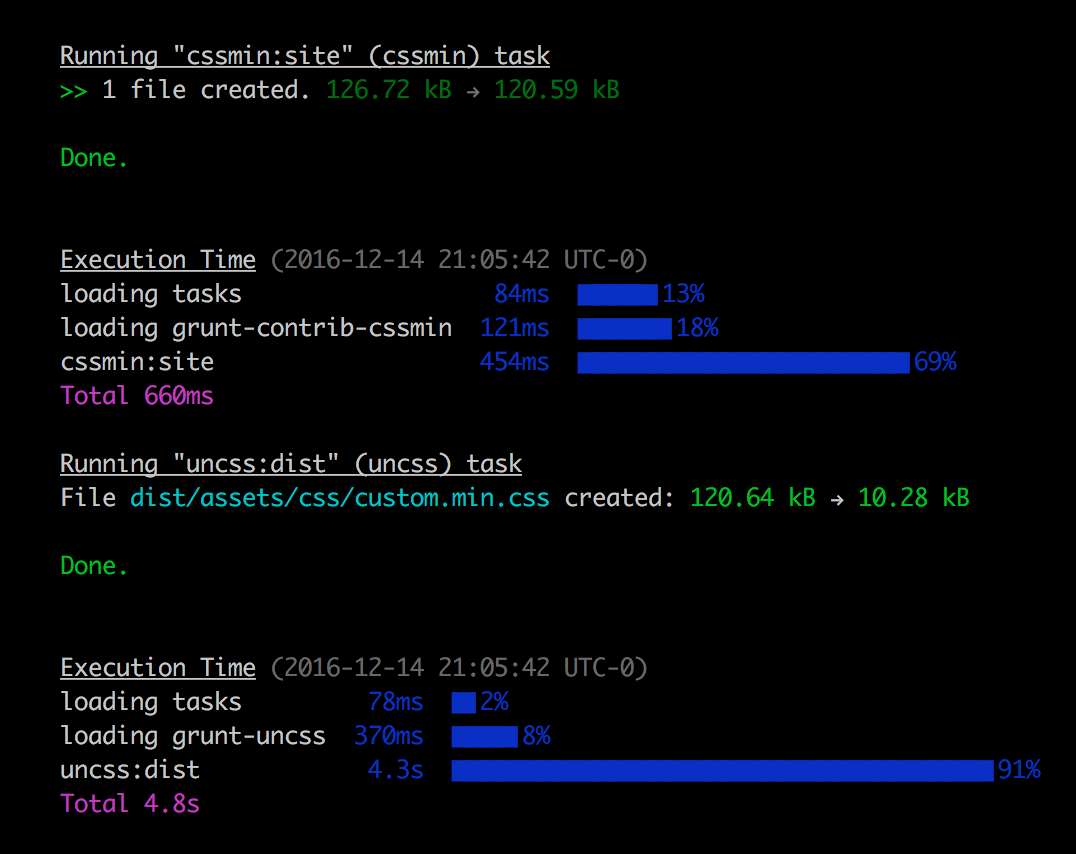 Running "cssmin:site" (cssmin) task
>> 1 file created. 126.72 kB → 120.59 kB
Done.
Execution Time (2016-12-14 21:05:42 UTC-0)
loading tasks 84ms 13%
loading grunt-contrib-cssmin 121ms 18%
cssmin:site 454ms 69%
Total 660ms
Running "uncss:dist" (uncss) task
File dist/assets/css/custom.min.css created: 120.64 kB → 10.28 kB
Done.
Execution Time (2016-12-14 21:05:42 UTC-0)
loading tasks 78ms 2%
loading grunt-uncss 370ms 8%
uncss:dist 4.3s 91%
Total 4.8s